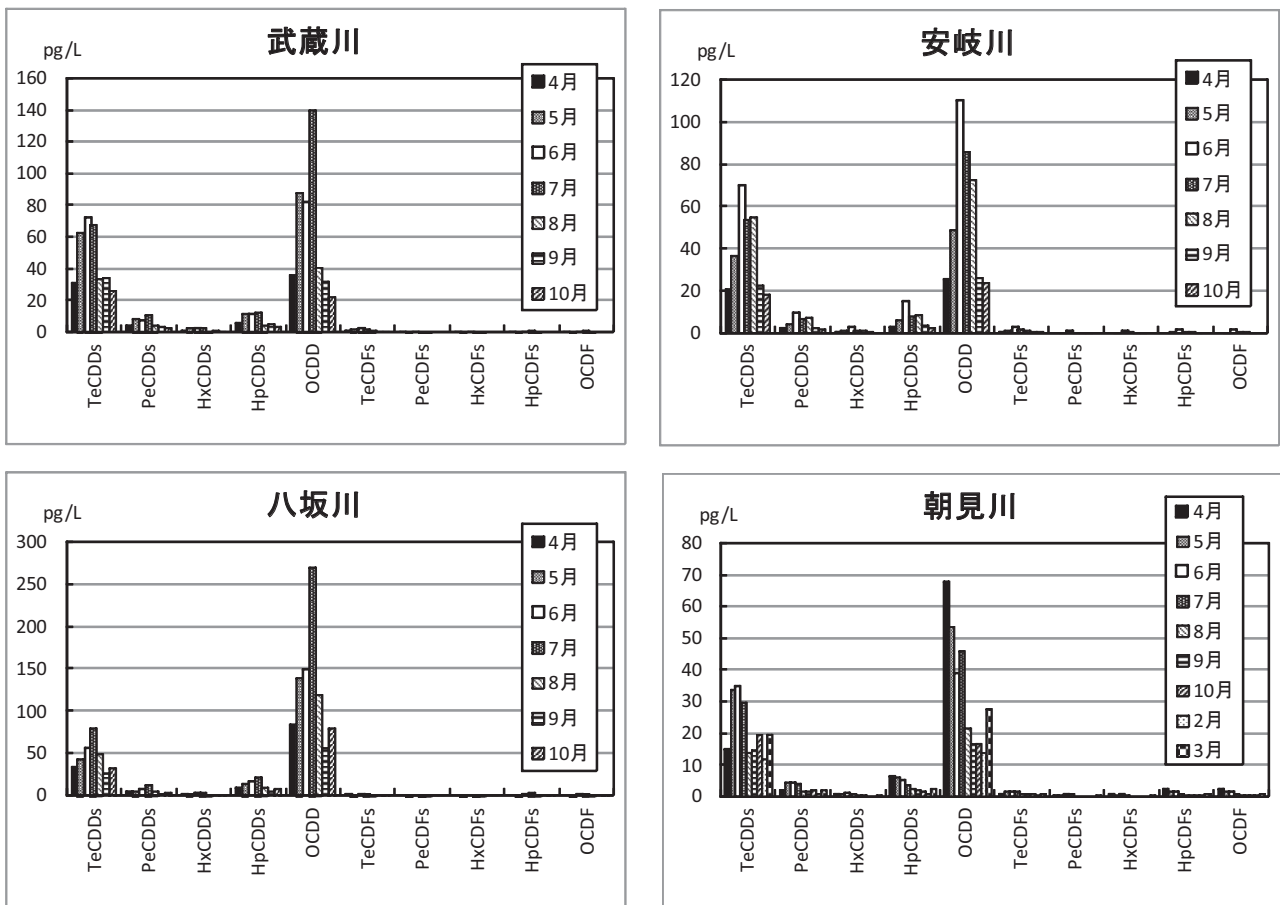 武蔵川
pg/L
160
140
120
100
80
60
40
20
0
TeCDDs
PeCDDs
HxCDDs
HpCDDs
OCDD
TeCDFs
PeCDFs
HxCDFs
HpCDFs
OCDF
4月
5月
6月
7月
8月
9月
10月
安岐川
pg/L
120
100
80
60
40
20
0
TeCDDs
PeCDDs
HxCDDs
HpCDDs
OCDD
TeCDFs
PeCDFs
HxCDFs
HpCDFs
OCDF
4月
5月
6月
7月
8月
9月
10月
八坂川
pg/L
300
250
200
150
100
50
0
TeCDDs
PeCDDs
HxCDDs
HpCDDs
OCDD
TeCDFs
PeCDFs
HxCDFs
HpCDFs
OCDF
4月
5月
6月
7月
8月
9月
10月
朝見川
pg/L
80
70
60
50
40
30
20
10
0
TeCDDs
PeCDDs
HxCDDs
HpCDDs
OCDD
TeCDFs
PeCDFs
HxCDFs
HpCDFs
OCDF
4月
5月
6月
7月
8月
9月
10月
2月
3月